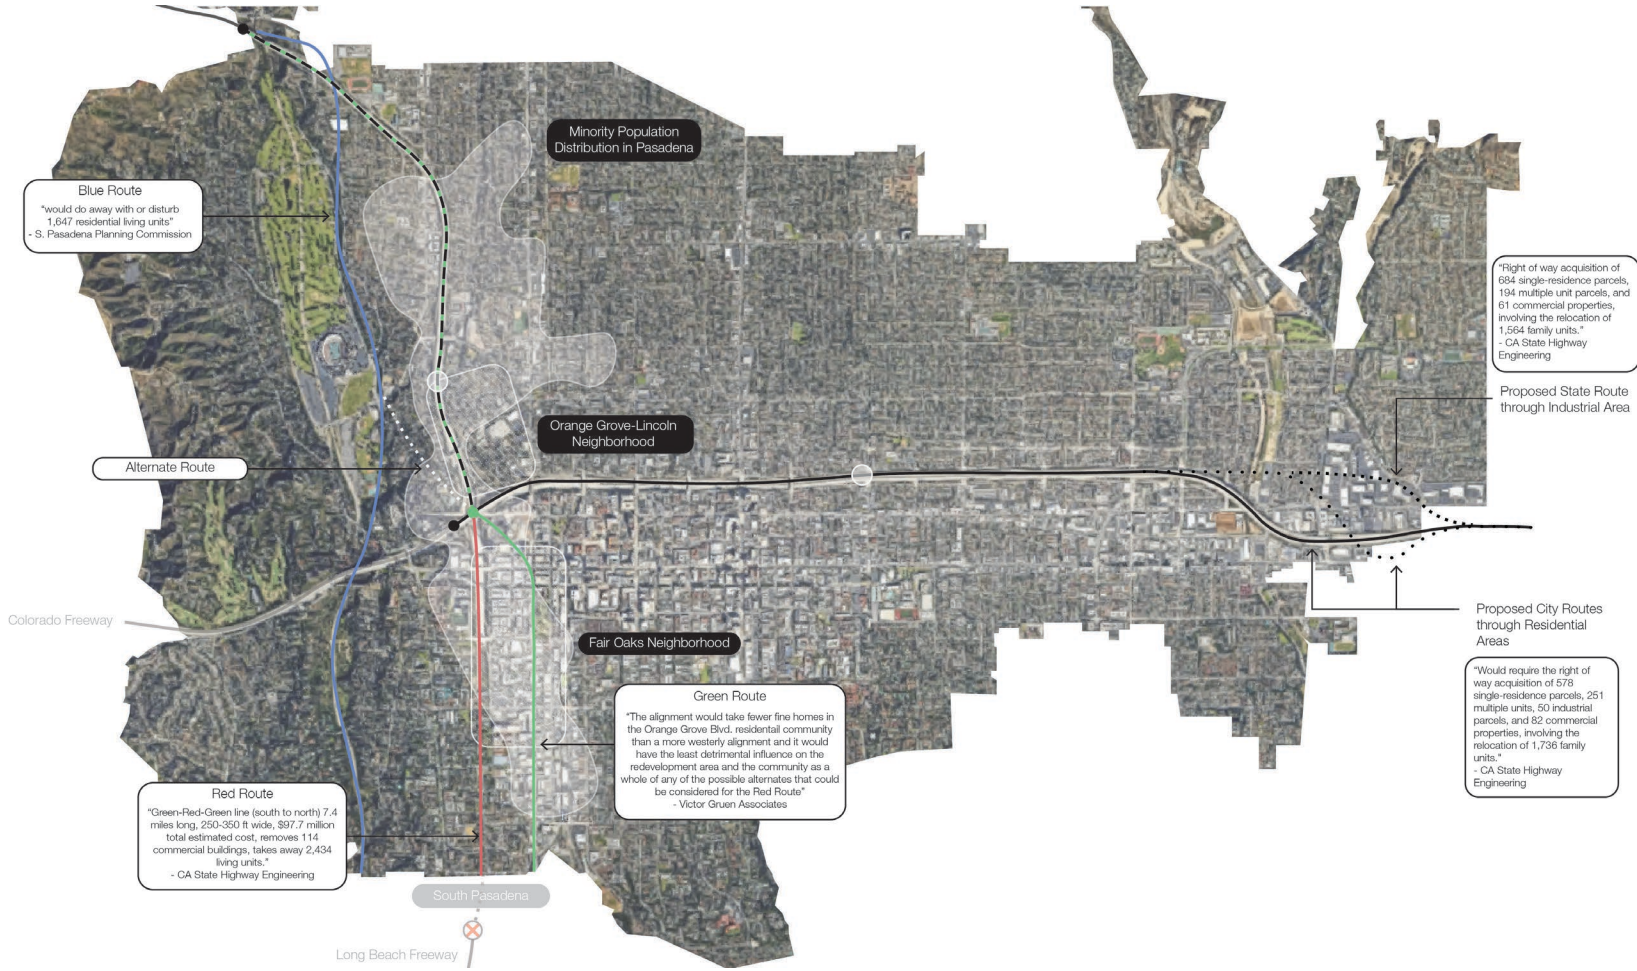 Minority Population
Distribution in Pasadena
Blue Route
"would do away with or disturb
1,647 residential living units"
- S. Pasadena Planning Commission
"Right of way acquisition of
684 single-residence parcels,
194 multiple unit parcels, and
61 commercial properties,
involving the relocation of
1,564 family units."
- CA State Highway
Engineering
Proposed State Route
through Industrial Area
Orange Grove-Lincoln
Neighborhood
Alternate Route
Colorado Freeway
Proposed City Routes
through Residential
Areas
Fair Oaks Neighborhood
"Would require the right of
way acquisition of 578
single-residence parcels, 251
multiple units, 50 industrial
parcels, and 82 commercial
properties, involving the
relocation of 1,736 family
units."
- CA State Highway
Engineering
Green Route
"The alignment would take fewer fine homes in
the Orange Grove Blvd. residentail community
than a more westerly alignment and it would
have the least detrimental influence on the
redevelopment area and the community as a
whole of any of the possible alternates that could
be considered for the Red Route"
- Victor Gruen Associates
Red Route
"Green-Red-Green line (south to north) 7.4
miles long, 250-350 ft wide, $97.7 million
total estimated cost, removes 114
commercial buildings, takes away 2,434
living units."
- CA State Highway Engineering
South Pasadena
Long Beach Freeway